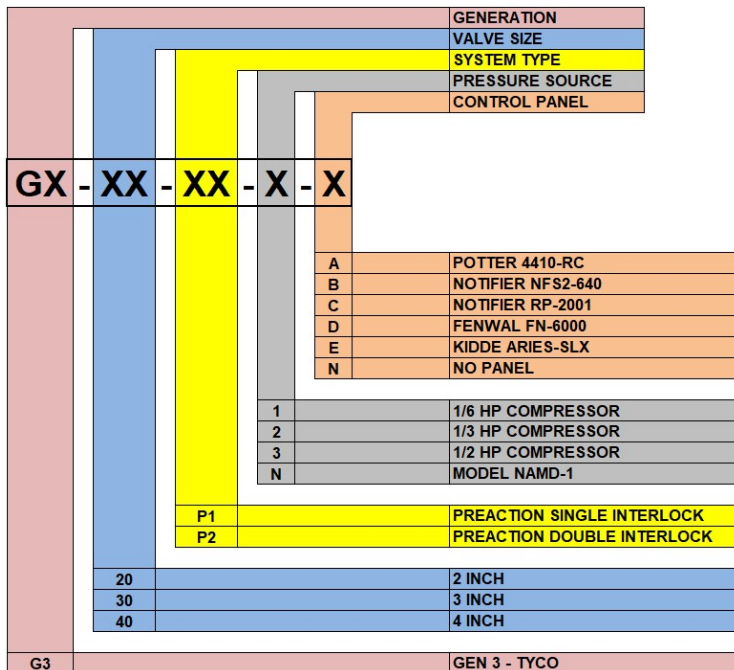 GENERATION
VALVE SIZE
SYSTEM TYPE
PRESSURE SOURCE
CONTROL PANEL
GX - XX - XX - X - X
A POTTER 4410-RC
B NOTIFIER NFS2-640
C NOTIFIER RP-2001
D FENWAL FN-6000
E KIDDE ARIES-SLX
N NO PANEL
1 1/6 HP COMPRESSOR
2 1/3 HP COMPRESSOR
3 1/2 HP COMPRESSOR
N MODEL NAMD-1
P1 PREACTION SINGLE INTERLOCK
P2 PREACTION DOUBLE INTERLOCK
20 2 INCH
30 3 INCH
40 4 INCH
G3 GEN 3 - TYCO